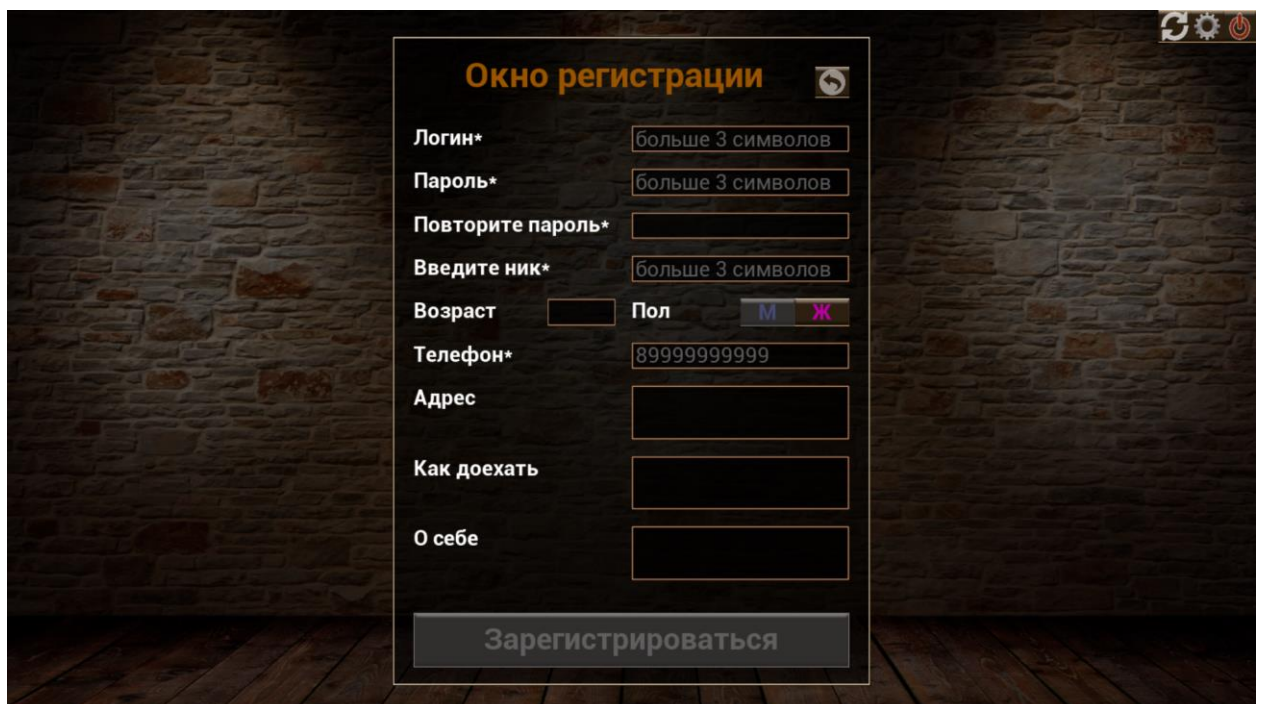 Окно регистрации
Логин* больше 3 символов
Пароль* больше 3 символов
Повторите пароль*
Введите ник* больше 3 символов
Возраст Пол М Ж
Телефон* 89999999999
Адрес
Как доехать
О себе
Зарегистрироваться